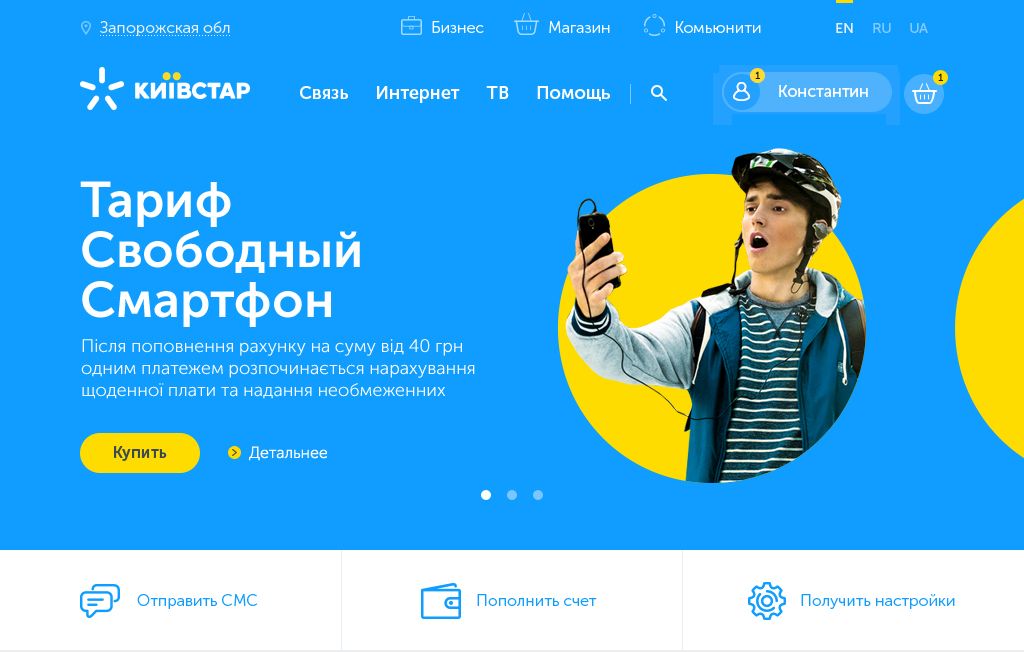 Запорожская обл
Бизнес
Магазин
Комьюнити
EN RU UA
КИЇВСТАР
Связь Интернет ТВ Помощь
1
Константин
1
Тариф
Свободный
Смартфон
Після поповнення рахунку на суму від 40 грн
одним платежем розпочинається нарахування
щоденної плати та надання необмеженних
Купить
Детальнее
Отправить СМС
Пополнить счет
Получить настройки